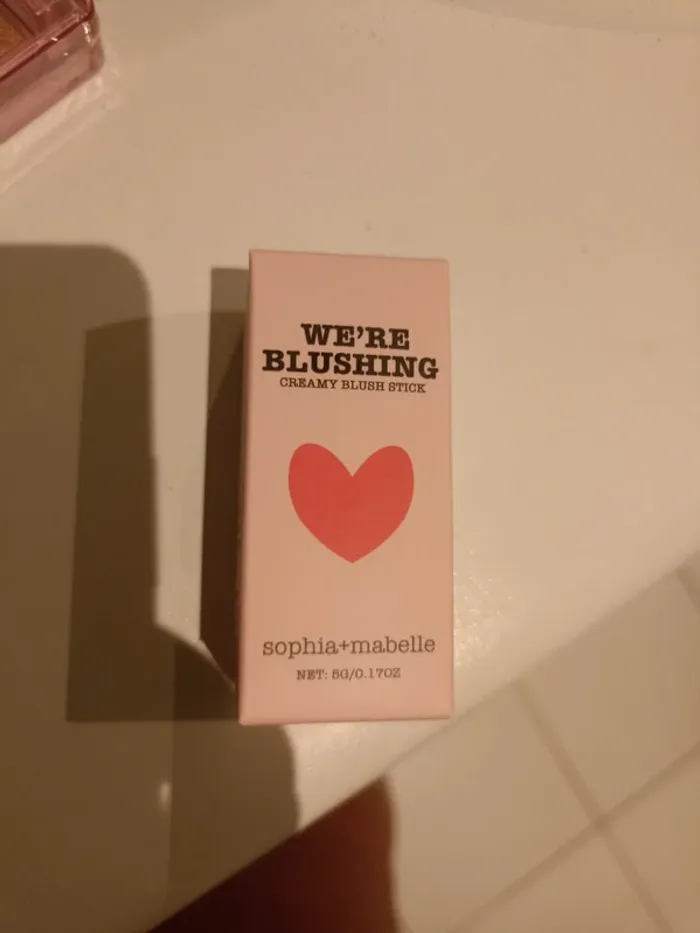 WE'RE
BLUSHING
CREAMY BLUSH STICK
sophia+mabelle
NET: 5G/0.17OZ